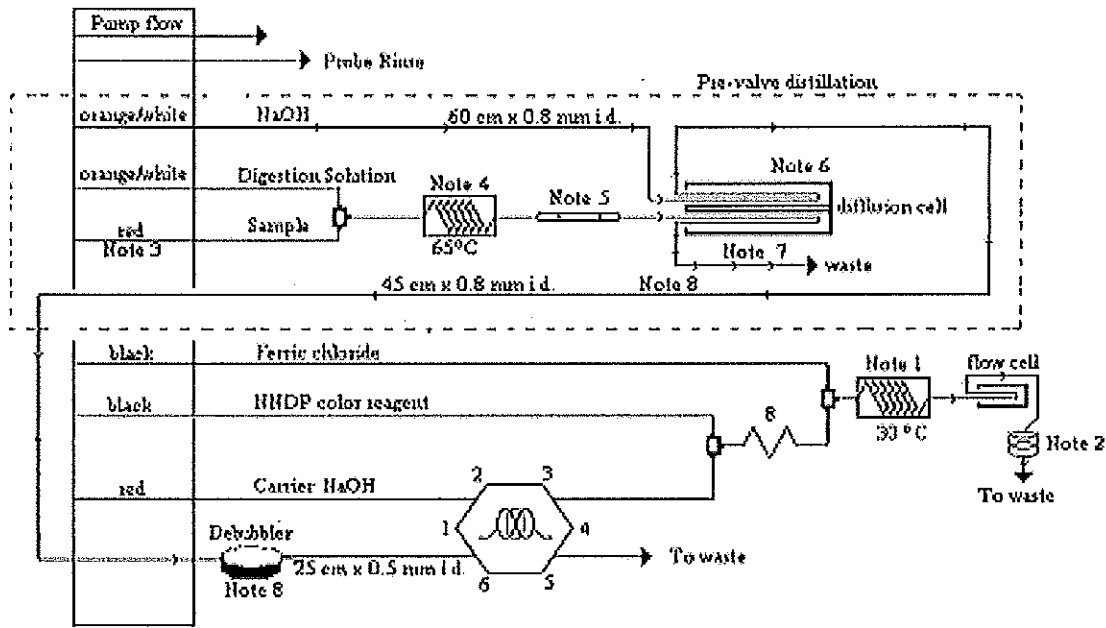 Pump flow
Probe Rinse
Pre-valve distillation
orange/white NaOH 60 cm x 0.8 mm i.d.
Note 6
orange/white Digestion Solution Note 4 Note 5
diffusion cell
red Sample 65°C
Note 3
Note 7
waste
45 cm x 0.8 mm i.d. Note 8
black Ferric chloride Note 1 flow cell
black NNDP color reagent 8
Note 2
2 3
To waste
red Carrier NaOH
Debubbler 1 4
To waste
25 cm x 0.5 mm i.d.
Note 8 6 5